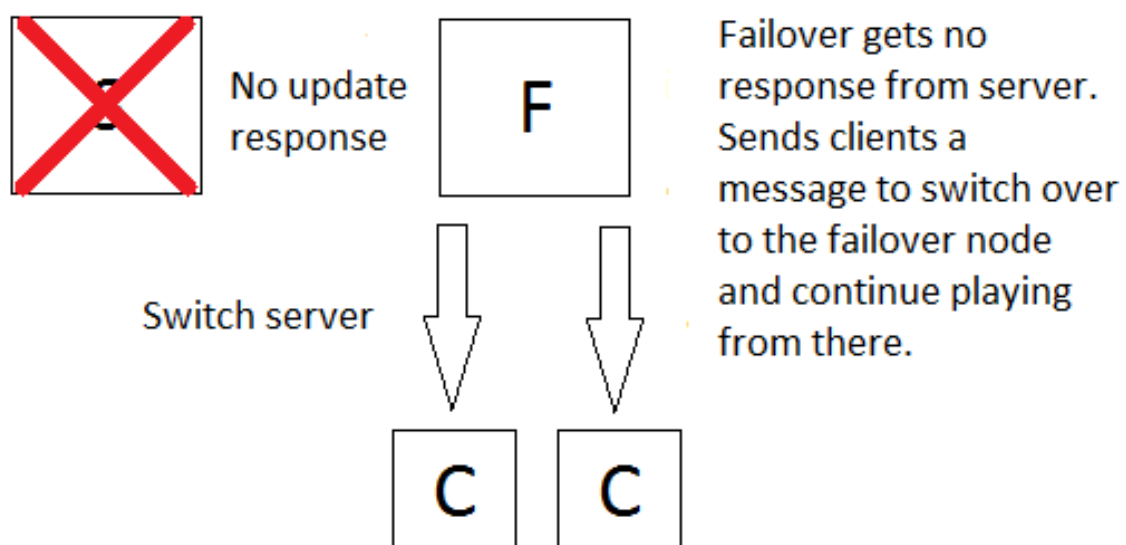 No update
response
F
Failover gets no
response from server.
Sends clients a
message to switch over
to the failover node
and continue playing
from there.
Switch server
C
C